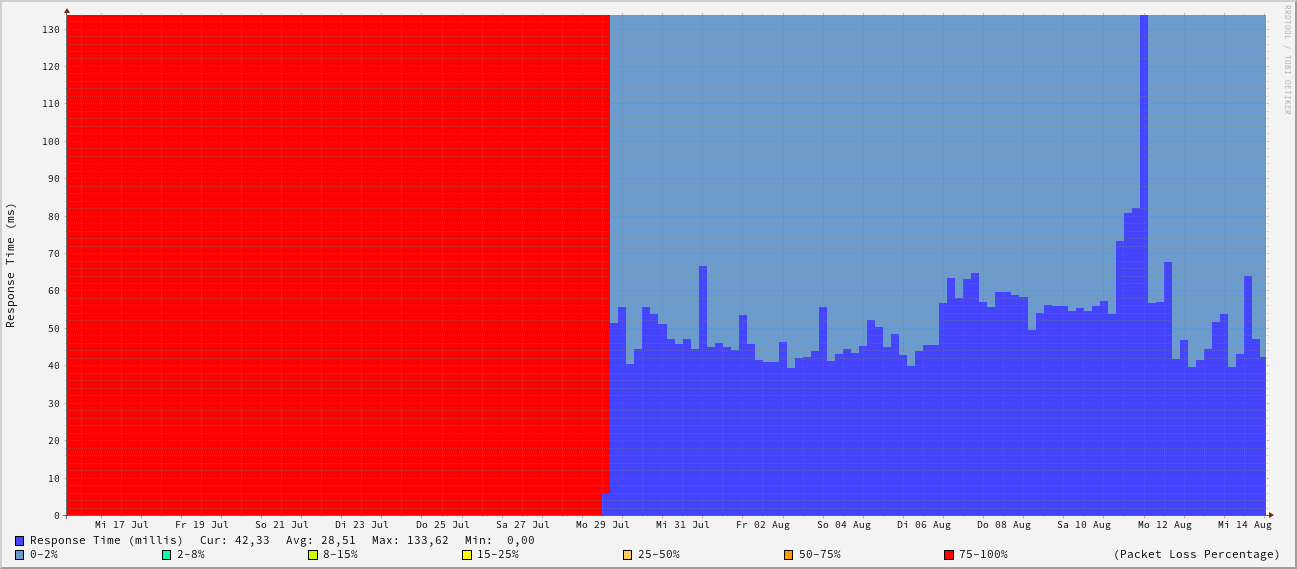 RRDTOOL / TOBI OETIKER
Response Time (ms)
130
120
110
100
90
80
70
60
50
40
30
20
10
0
Mi 17 Jul Fr 19 Jul So 21 Jul Di 23 Jul Do 25 Jul Sa 27 Jul Mo 29 Jul Mi 31 Jul Fr 02 Aug So 04 Aug Di 06 Aug Do 08 Aug Sa 10 Aug Mo 12 Aug Mi 14 Aug
Response Time (millis) Cur: 42,33 Avg: 28,51 Max: 133,62 Min: 0,00
0-2% 2-8% 8-15% 15-25% 25-50% 50-75% 75-100% (Packet Loss Percentage)